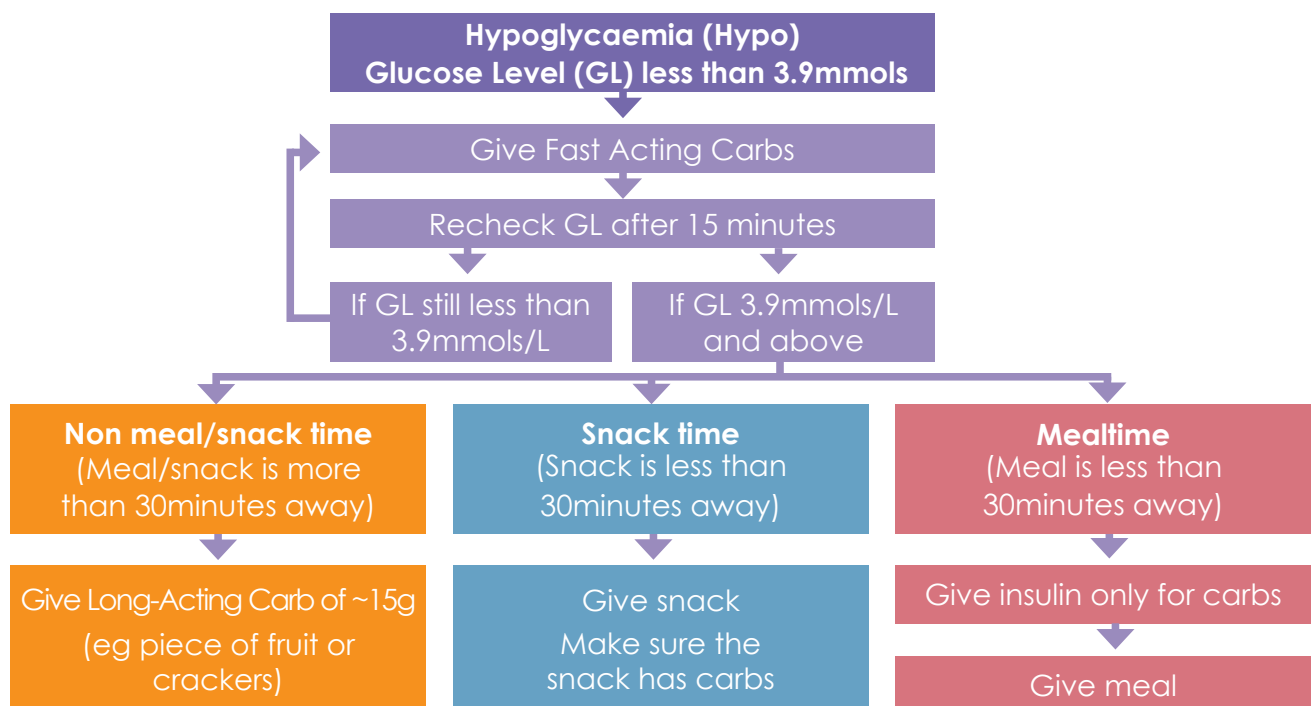 Hypoglycaemia (Hypo)
Glucose Level (GL) less than 3.9mmols
Give Fast Acting Carbs
Recheck GL after 15 minutes
If GL still less than
3.9mmols/L
If GL 3.9mmols/L
and above
Non meal/snack time
(Meal/snack is more
than 30minutes away)
Give Long-Acting Carb of ~15g
(eg piece of fruit or
crackers)
Snack time
(Snack is less than
30minutes away)
Give snack
Make sure the
snack has carbs
Mealtime
(Meal is less than
30minutes away)
Give insulin only for carbs
Give meal